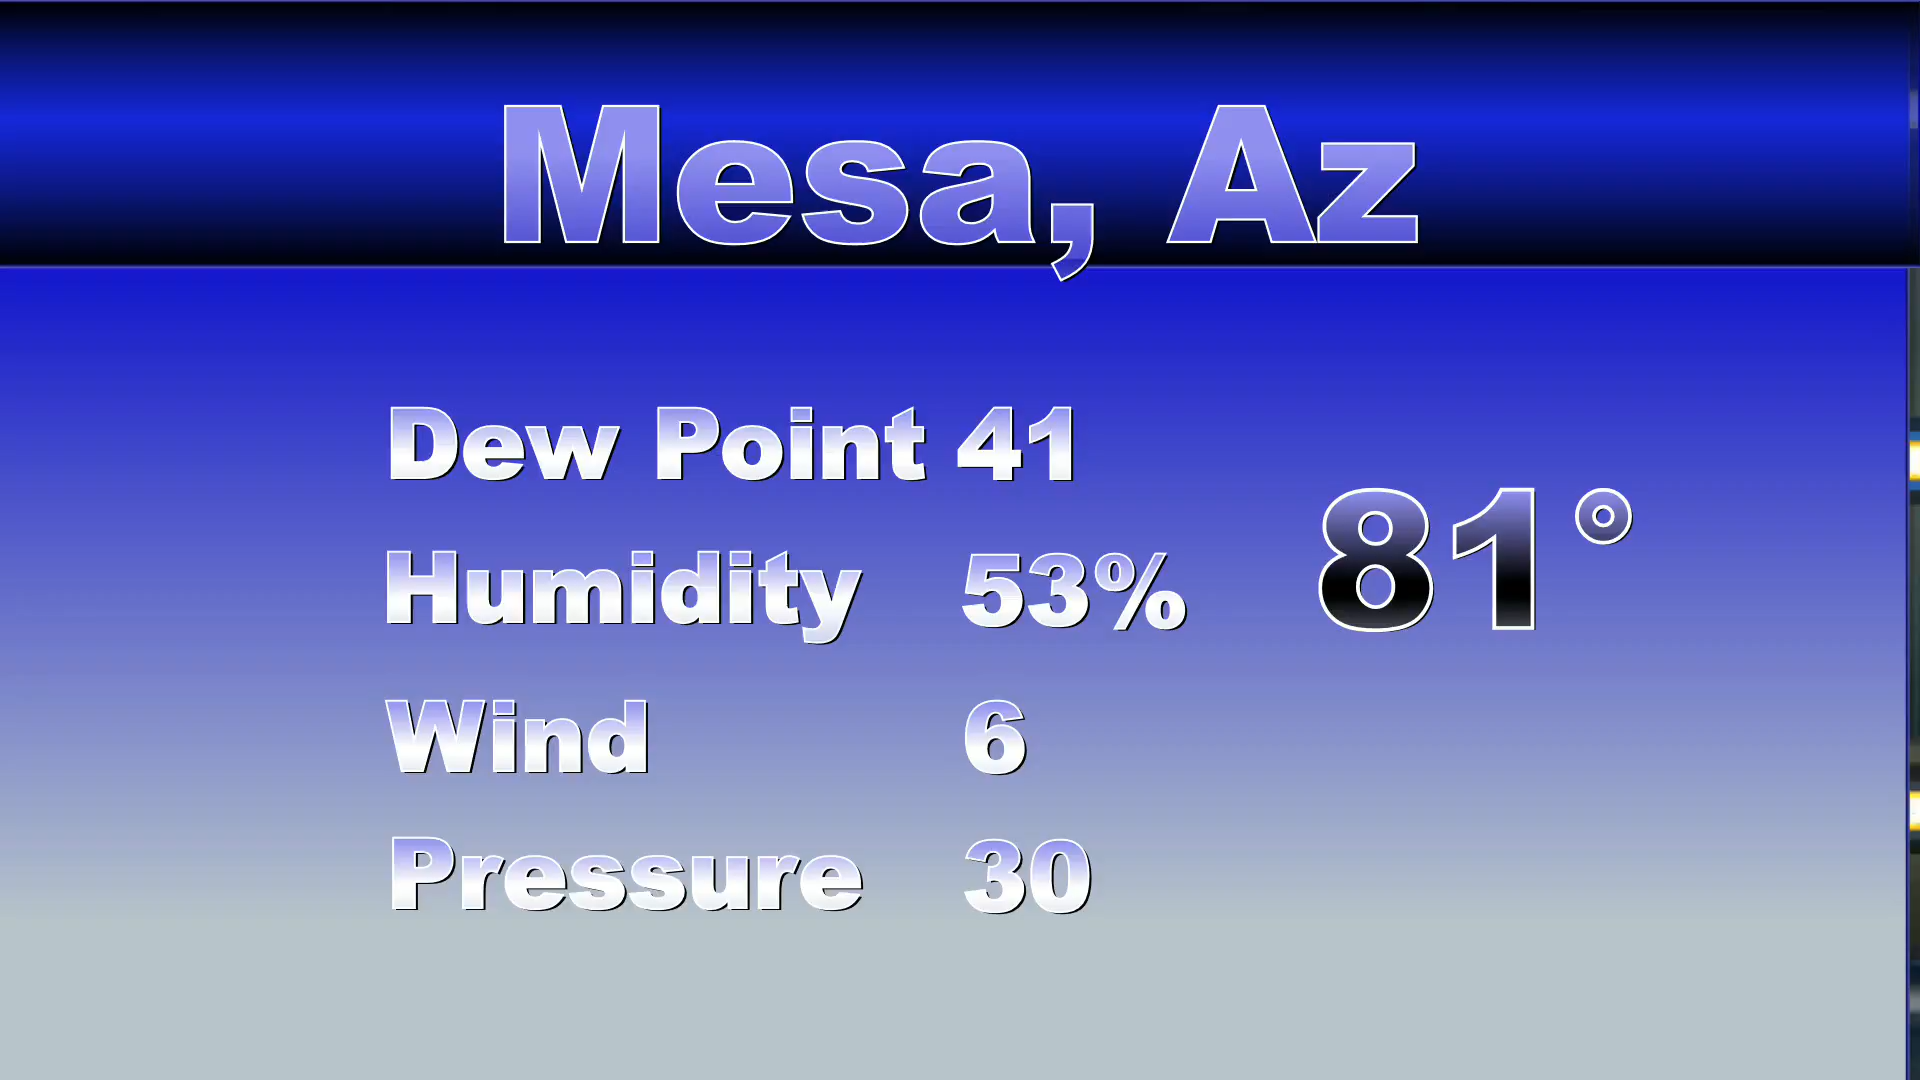 Mesa, Az
Dew Point 41
Humidity 53%
81°
Wind 6
Pressure 30